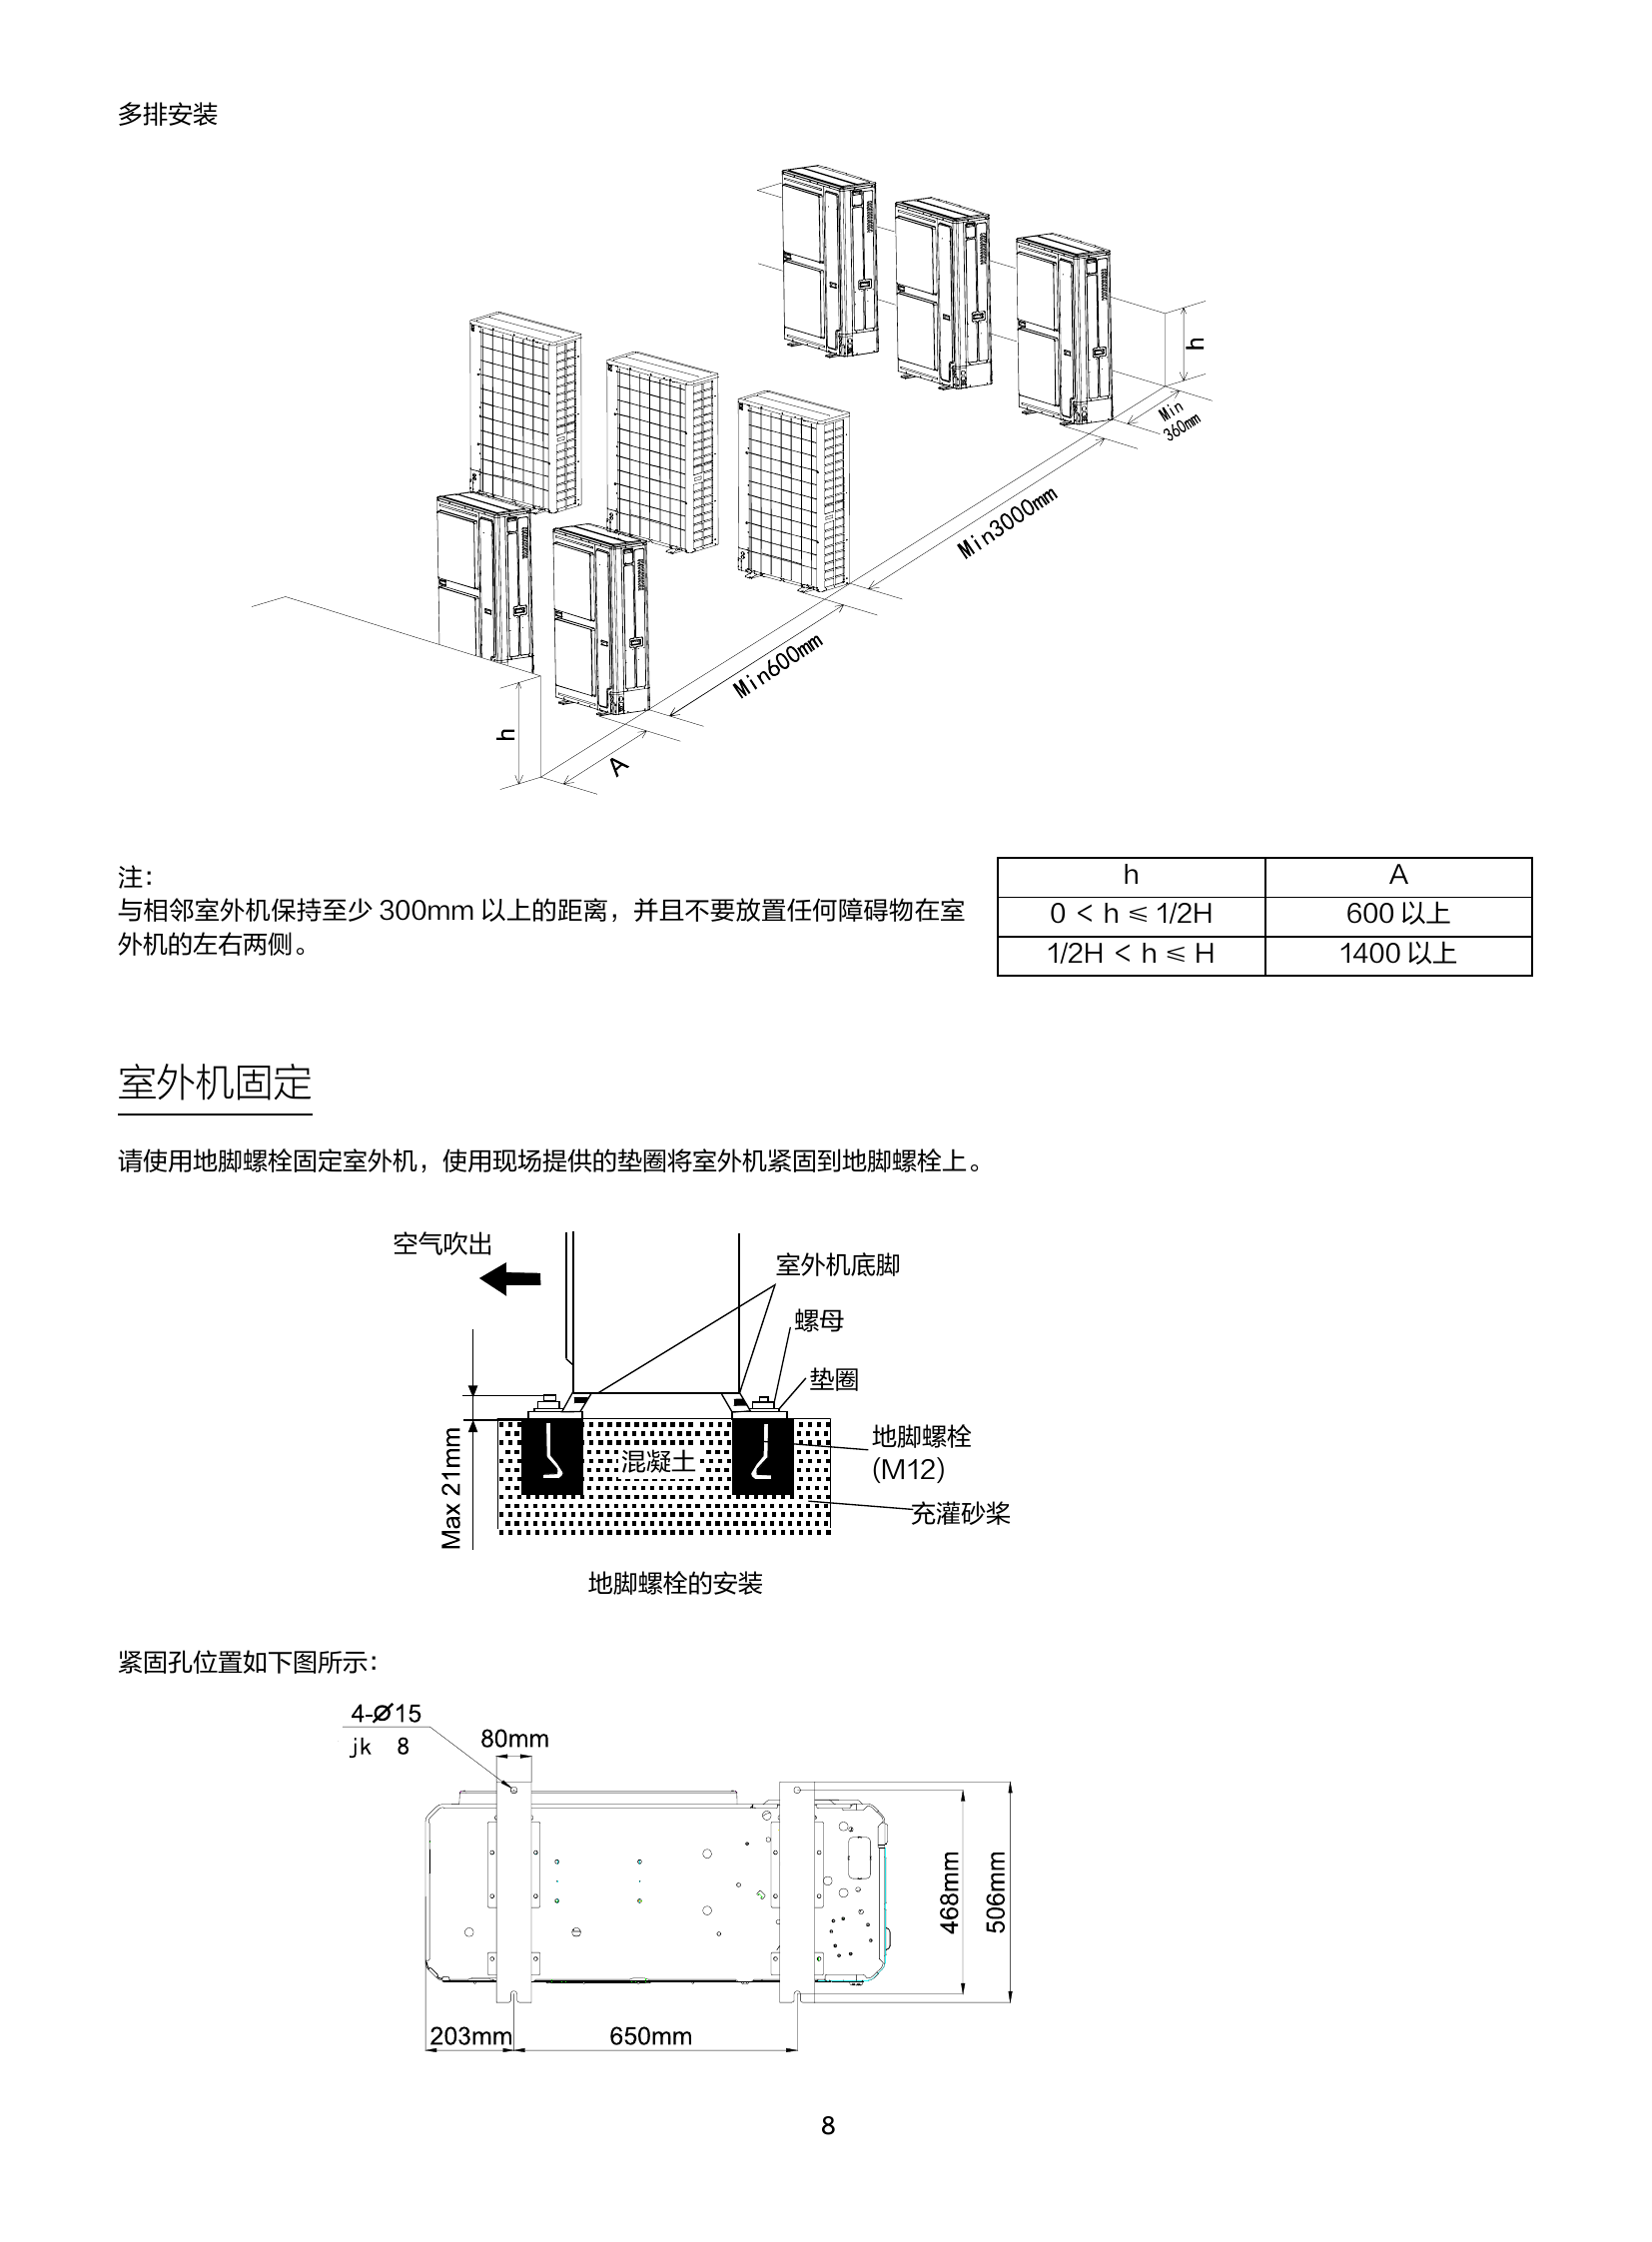 多排安装
h
Min
360mm
Min3000mm
Min600mm
h
A
注：
与相邻室外机保持至少 300mm 以上的距离，并且不要放置任何障碍物在室
外机的左右两侧。
h A
0 < h ≤ 1/2H 600 以上
1/2H < h ≤ H 1400 以上
室外机固定
请使用地脚螺栓固定室外机，使用现场提供的垫圈将室外机紧固到地脚螺栓上。
空气吹出
室外机底脚
螺母
垫圈
地脚螺栓
(M12)
混凝土
充灌砂桨
Max 21mm
地脚螺栓的安装
紧固孔位置如下图所示：
4-Ø15
jk 8
80mm
468mm
506mm
203mm
650mm
8